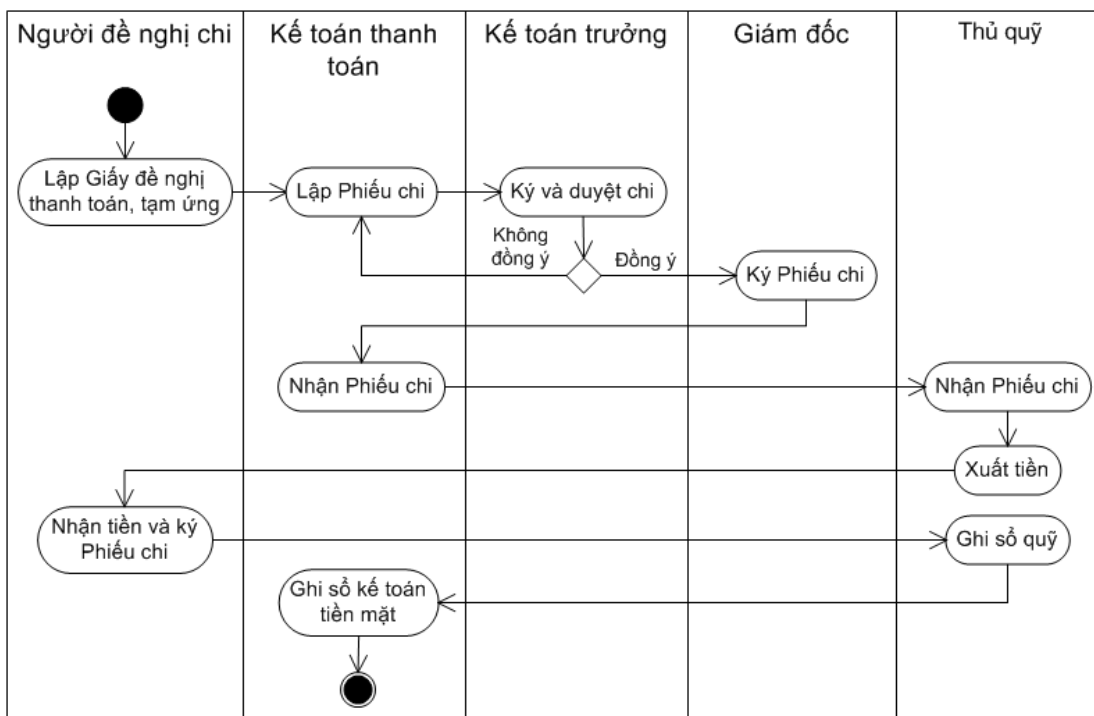 Người đề nghị chi
Kế toán thanh
toán
Kế toán trưởng
Giám đốc
Thủ quỹ
Lập Giấy đề nghị
thanh toán, tạm ứng
Lập Phiếu chi
Ký và duyệt chi
Không
đồng ý
Đồng ý
Ký Phiếu chi
Nhận Phiếu chi
Nhận Phiếu chi
Xuất tiền
Nhận tiền và ký
Phiếu chi
Ghi sổ quỹ
Ghi sổ kế toán
tiền mặt